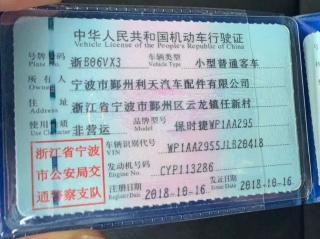 中华人民共和国机动车行驶证
Vehicle License of the People's Republic of China
号牌号码 浙B06VX3 车辆类型 小型普通客车
Plate No. Vehicle Type
所有人 宁波市鄞州利天汽车配件有限公司
Owner
住址 浙江省宁波市鄞州区云龙镇任新村
Address
使用性质 非营运 品牌型号 保时捷WP1AA295
Use Character Model
浙江省宁波
市公安局交
通警察支队
车辆识别代号 WP1AA2955JLB20418
VIN
发动机号码 CYP113286
Engine No.
注册日期 2018-10-16 发证日期 2018-10-16
Register Date Issue Date